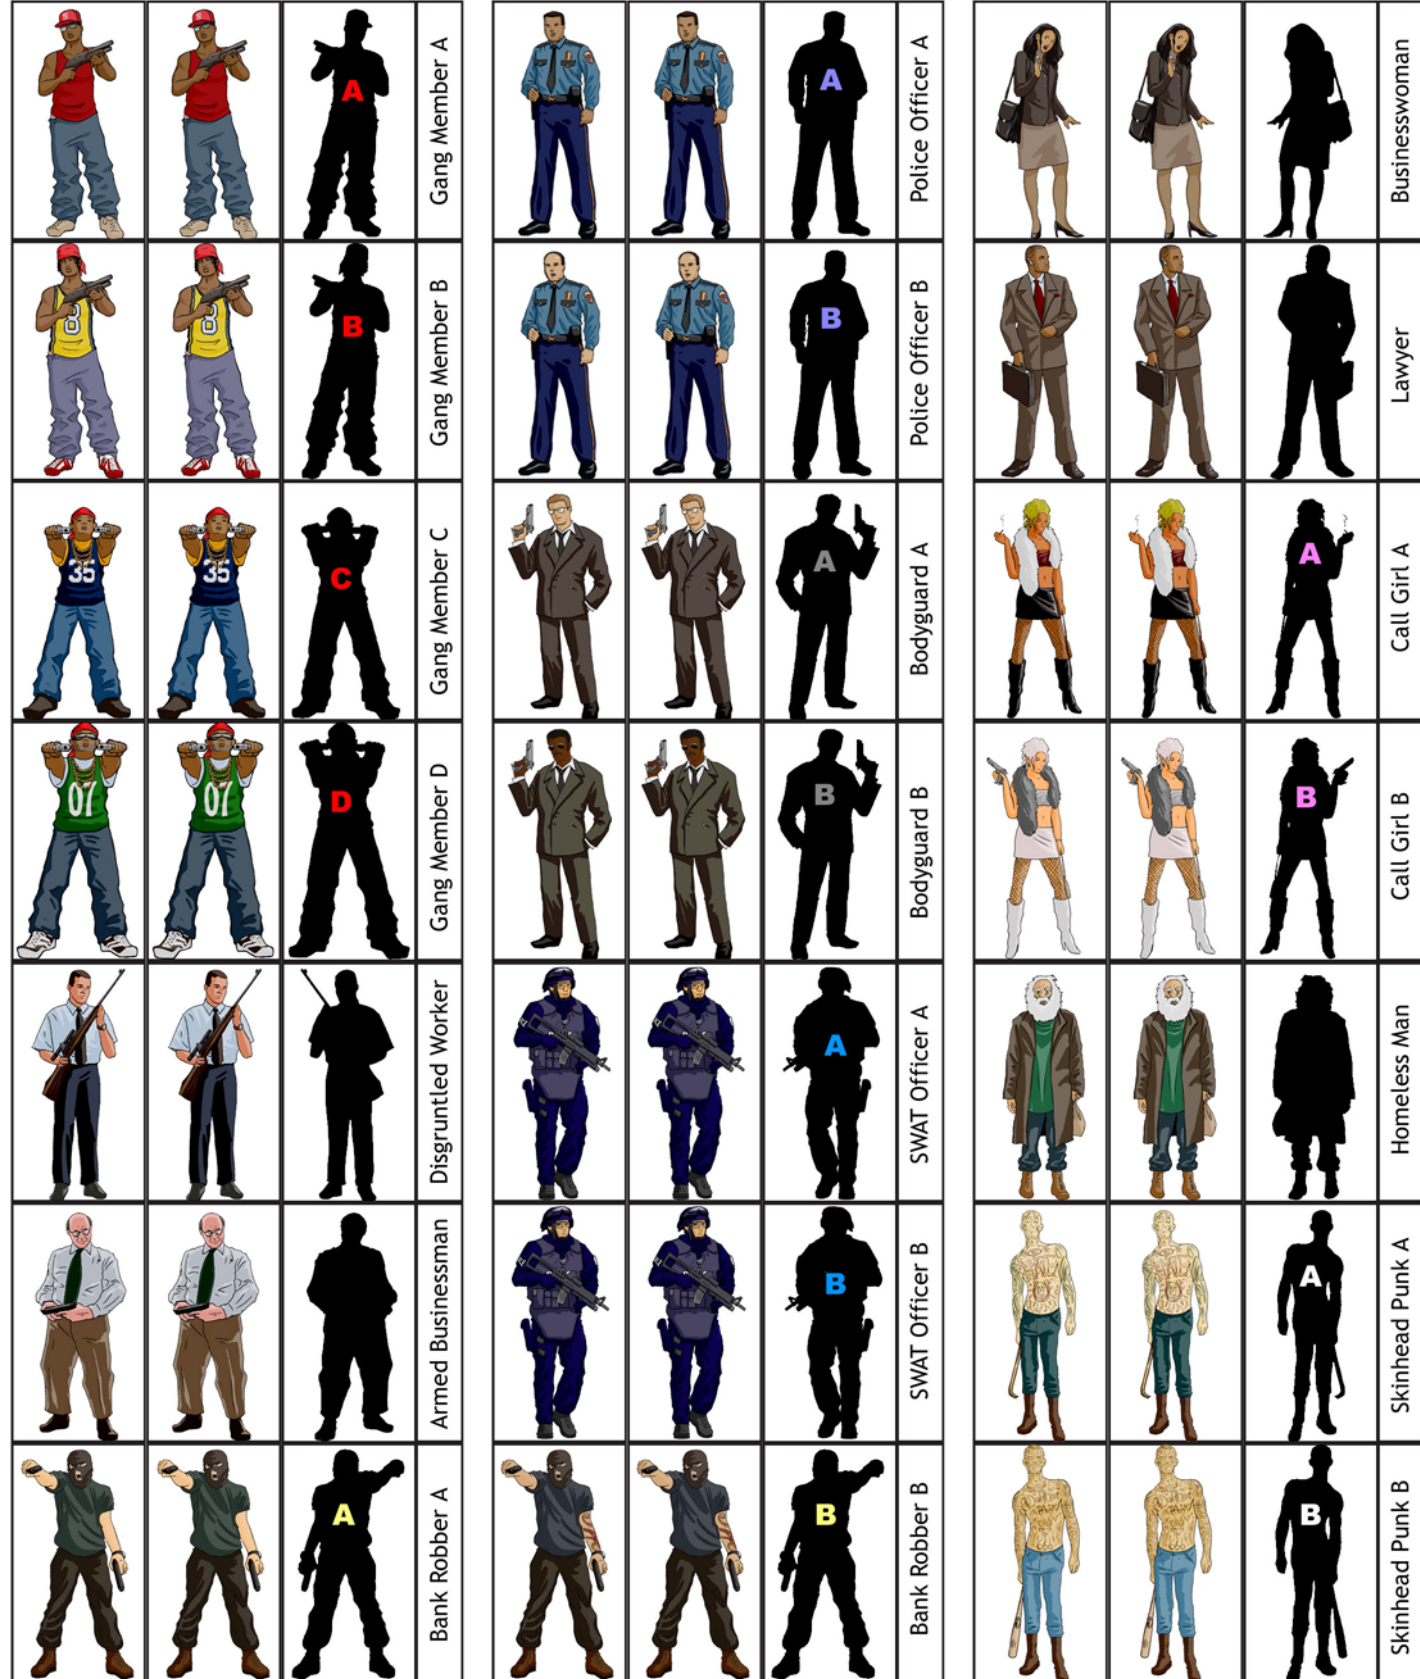 A
Gang Member A
A
Police Officer A
Businesswoman
8
8
B
Gang Member B
B
Police Officer B
Lawyer
35
35
C
Gang Member C
A
Bodyguard A
A
Call Girl A
07
07
D
Gang Member D
B
Bodyguard B
B
Call Girl B
Disgruntled Worker
A
SWAT Officer A
Homeless Man
Armed Businessman
B
SWAT Officer B
A
Skinhead Punk A
A
Bank Robber A
B
Bank Robber B
B
Skinhead Punk B